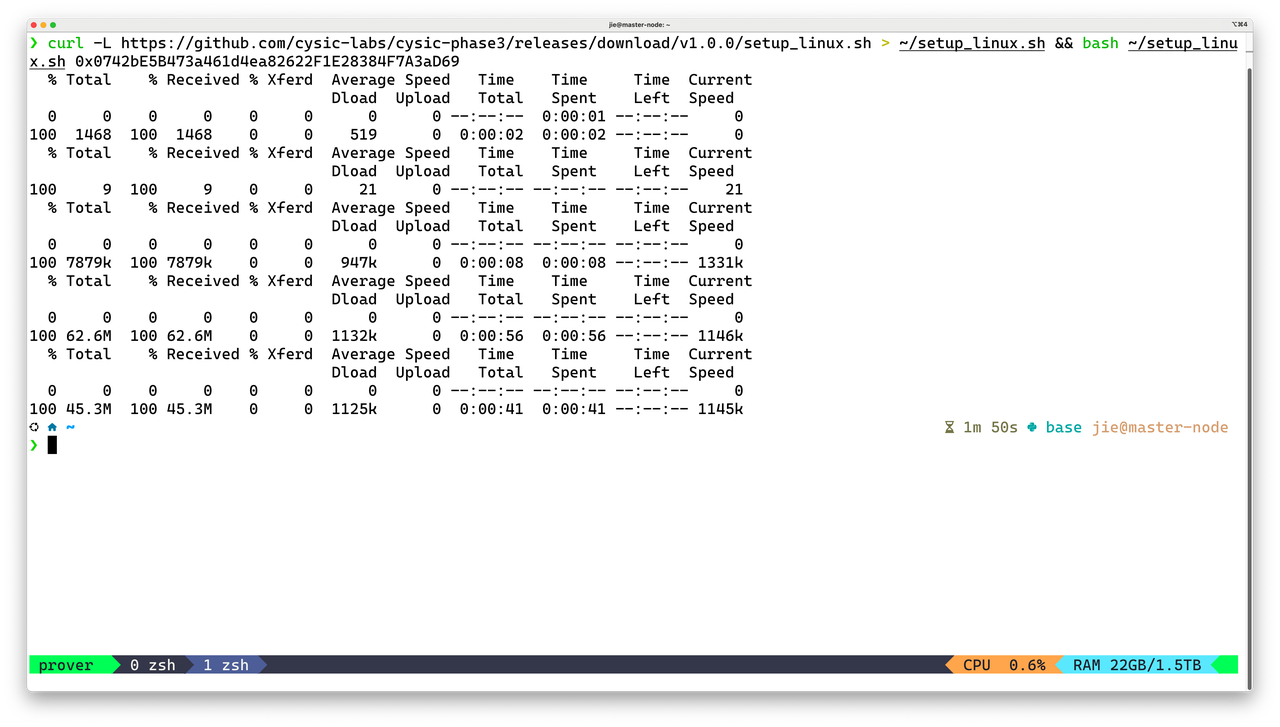 jie@master-node: ~
⌥⌘4
❯ curl -L https://github.com/cysic-labs/cysic-phase3/releases/download/v1.0.0/setup_linux.sh > ~/setup_linux.sh && bash ~/setup_linu
x.sh 0x0742bE5B473a461d4ea82622F1E28384F7A3aD69
  % Total    % Received % Xferd  Average Speed   Time    Time     Time  Current
                                 Dload  Upload   Total   Spent    Left  Speed
  0     0    0     0    0     0      0      0 --:--:--  0:00:01 --:--:--     0
100  1468  100  1468    0     0    519      0  0:00:02  0:00:02 --:--:--     0
  % Total    % Received % Xferd  Average Speed   Time    Time     Time  Current
                                 Dload  Upload   Total   Spent    Left  Speed
100     9  100     9    0     0     21      0 --:--:-- --:--:-- --:--:--    21
  % Total    % Received % Xferd  Average Speed   Time    Time     Time  Current
                                 Dload  Upload   Total   Spent    Left  Speed
  0     0    0     0    0     0      0      0 --:--:-- --:--:-- --:--:--     0
100 7879k  100 7879k    0     0   947k      0  0:00:08  0:00:08 --:--:-- 1331k
  % Total    % Received % Xferd  Average Speed   Time    Time     Time  Current
                                 Dload  Upload   Total   Spent    Left  Speed
  0     0    0     0    0     0      0      0 --:--:-- --:--:-- --:--:--     0
100 62.6M  100 62.6M    0     0  1132k      0  0:00:56  0:00:56 --:--:-- 1146k
  % Total    % Received % Xferd  Average Speed   Time    Time     Time  Current
                                 Dload  Upload   Total   Spent    Left  Speed
  0     0    0     0    0     0      0      0 --:--:-- --:--:-- --:--:--     0
100 45.3M  100 45.3M    0     0  1125k      0  0:00:41  0:00:41 --:--:-- 1145k
~ 1m 50s base jie@master-node
❯
prover 0 zsh 1 zsh CPU 0.6% RAM 22GB/1.5TB